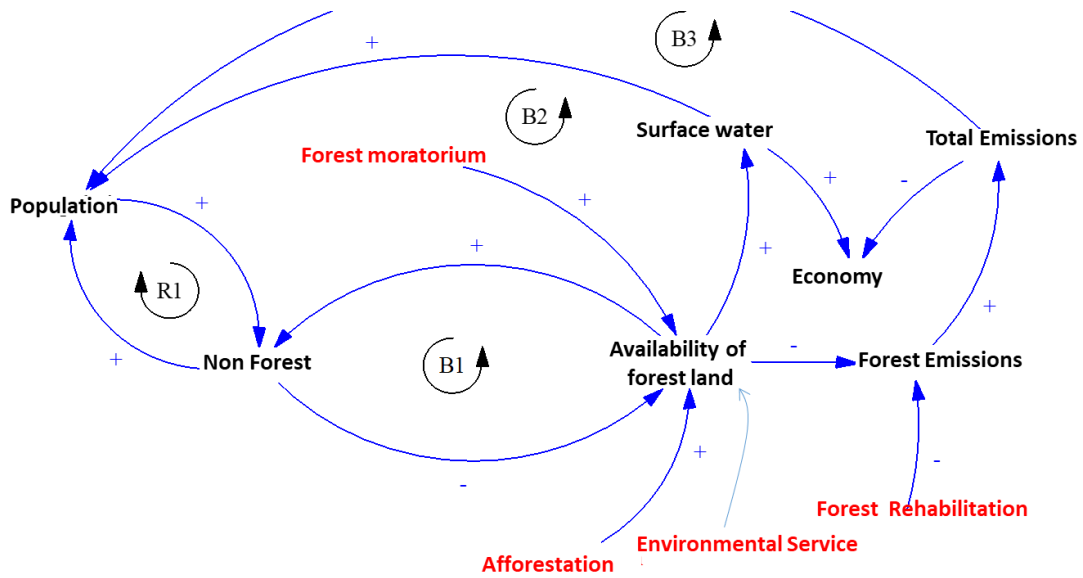 B3
+
B2
Surface water
Total Emissions
Forest moratorium
+
-
Population
+
+
+
+
Economy
R1
+
Non Forest
+
B1
Availability of
forest land
-
Forest Emissions
-
+
-
Forest Rehabilitation
Environmental Service
Afforestation